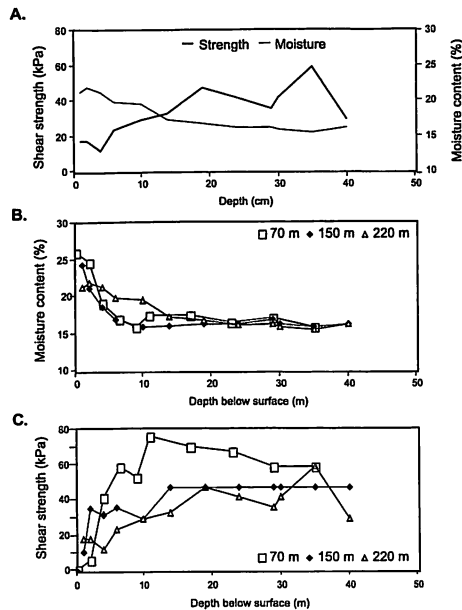 A.
Shear strength (kPa)
80
60
40
20
0
Strength
Moisture
30
25
20
15
10
Moisture content (%)
0
10
20
30
40
50
Depth (cm)
B.
Moisture content (%)
30
25
20
15
10
70 m
150 m
220 m
0
10
20
30
40
50
Depth below surface (m)
C.
Shear strength (kPa)
80
60
40
20
0
70 m
150 m
220 m
0
10
20
30
40
50
Depth below surface (m)